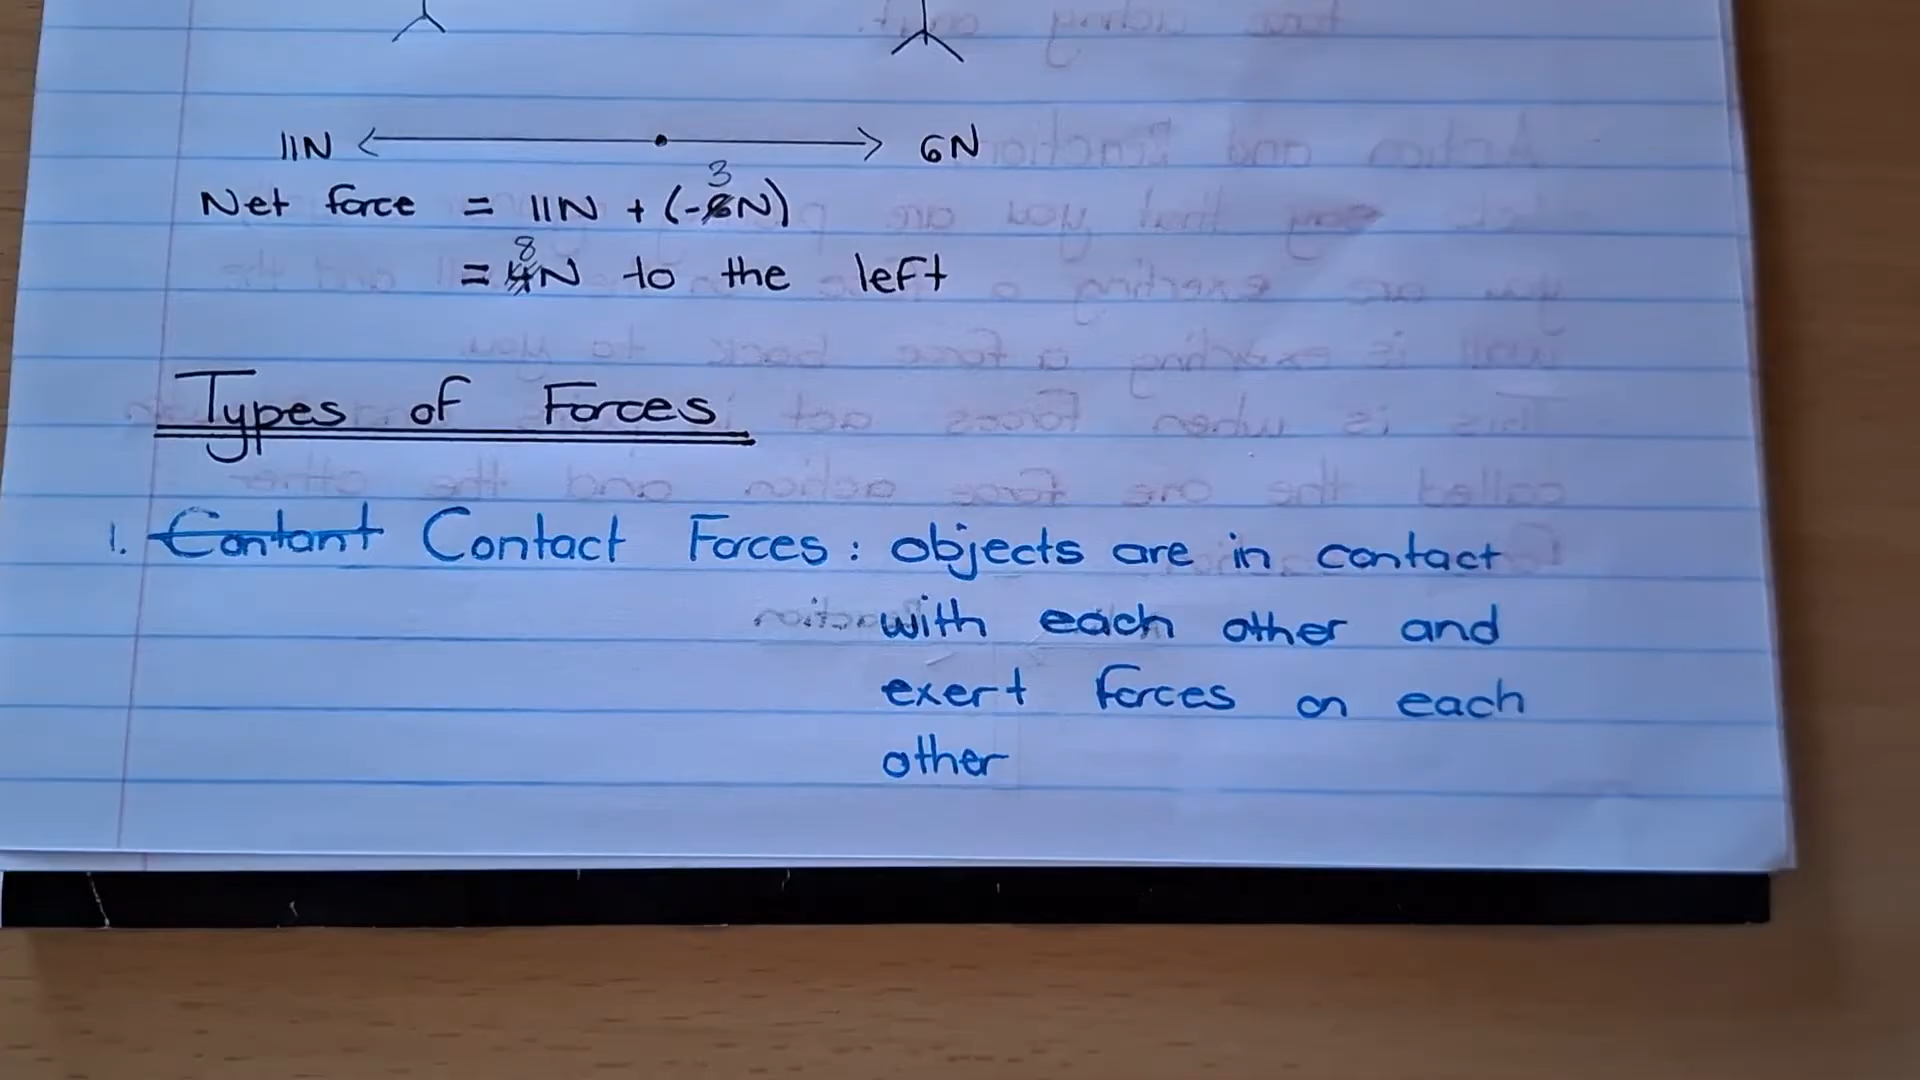 11N 6N
3
Net force = 11N + (-6N)
8
= 4N to the left
Types of Forces
1. Contant Contact Forces : objects are in contact
with each other and
exert forces on each
other